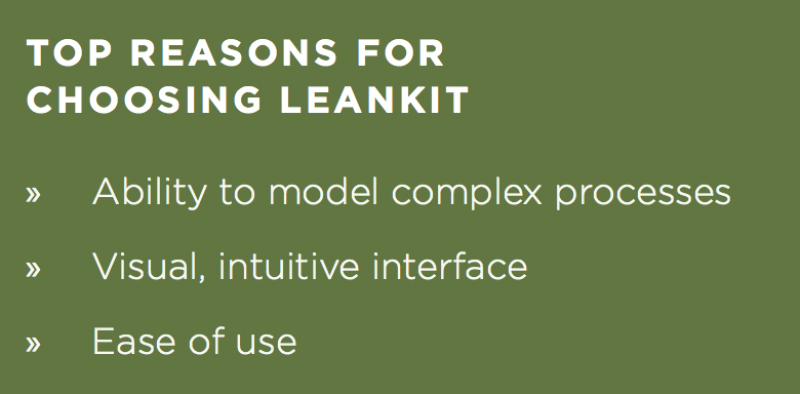 TOP REASONS FOR
CHOOSING LEANKIT
» Ability to model complex processes
» Visual, intuitive interface
» Ease of use